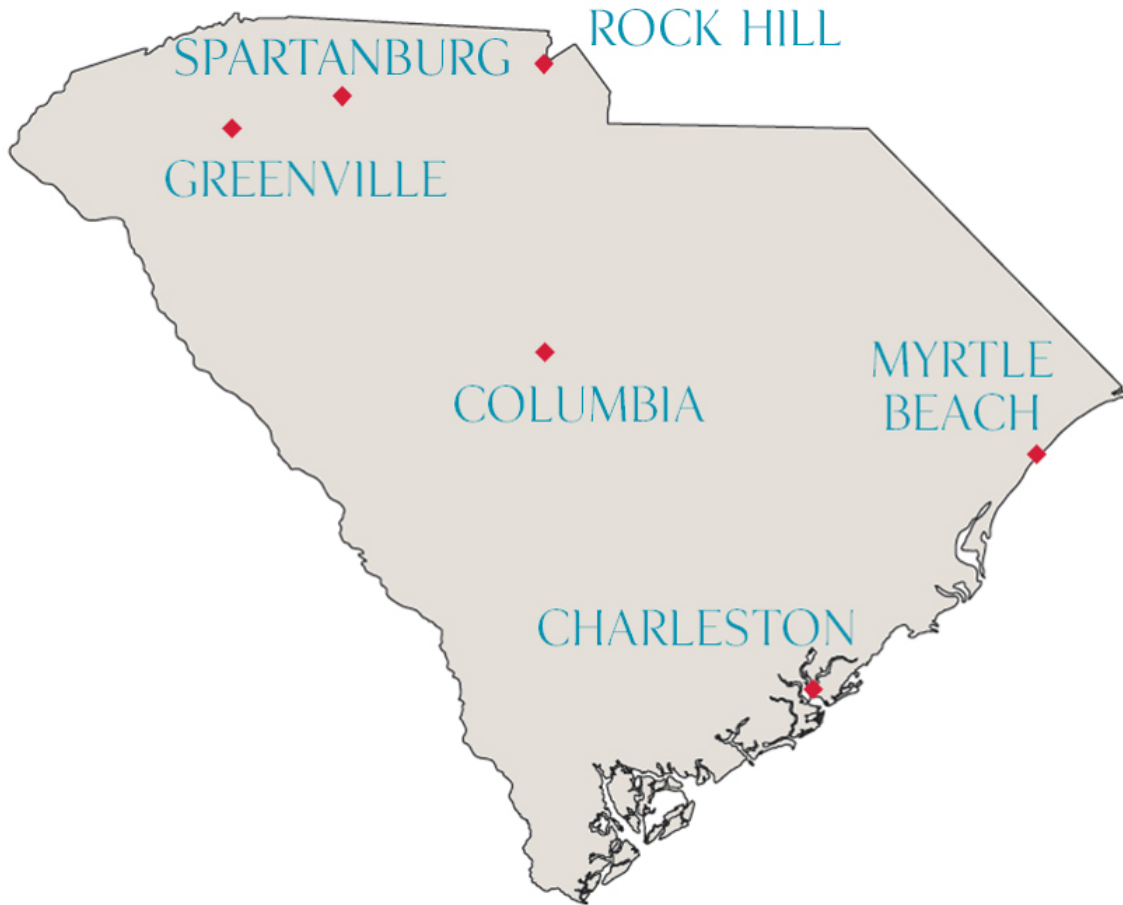 ROCK HILL
SPARTANBURG
GREENVILLE
MYRTLE
BEACH
COLUMBIA
CHARLESTON